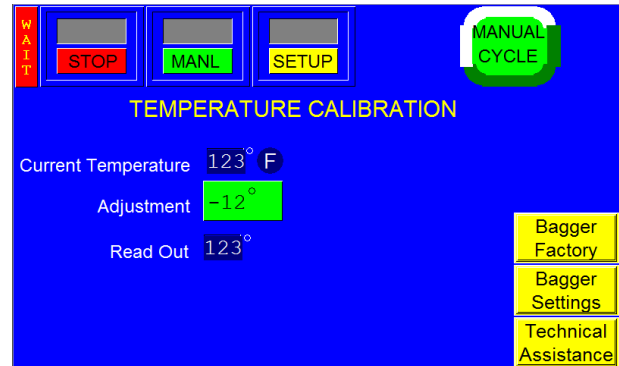 WAIT
STOP
MANL
SETUP
MANUAL
CYCLE
TEMPERATURE CALIBRATION
Current Temperature 123° F
Adjustment -12°
Read Out 123°
Bagger
Factory
Bagger
Settings
Technical
Assistance